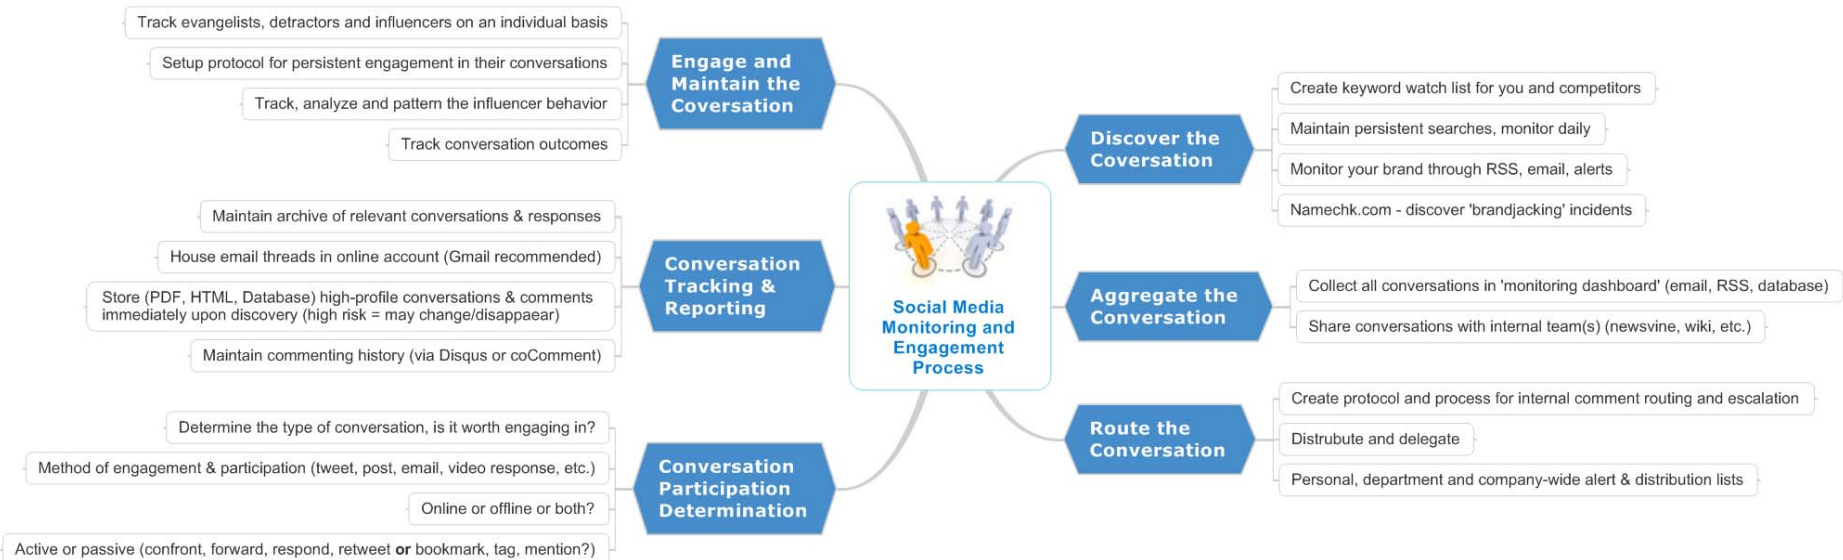 Track evangelists, detractors and influencers on an individual basis
Setup protocol for persistent engagement in their conversations
Track, analyze and pattern the influencer behavior
Track conversation outcomes
Engage and
Maintain the
Coversation
Maintain archive of relevant conversations & responses
House email threads in online account (Gmail recommended)
Store (PDF, HTML, Database) high-profile conversations & comments
immediately upon discovery (high risk = may change/disappaear)
Maintain commenting history (via Disqus or coComment)
Conversation
Tracking &
Reporting
Determine the type of conversation, is it worth engaging in?
Method of engagement & participation (tweet, post, email, video response, etc.)
Online or offline or both?
Active or passive (confront, forward, respond, retweet or bookmark, tag, mention?)
Conversation
Participation
Determination
Social Media
Monitoring and
Engagement
Process
Discover the
Coversation
Create keyword watch list for you and competitors
Maintain persistent searches, monitor daily
Monitor your brand through RSS, email, alerts
Namechk.com - discover 'brandjacking' incidents
Aggregate the
Conversation
Collect all conversations in 'monitoring dashboard' (email, RSS, database)
Share conversations with internal team(s) (newsvine, wiki, etc.)
Route the
Conversation
Create protocol and process for internal comment routing and escalation
Distrubute and delegate
Personal, department and company-wide alert & distribution lists